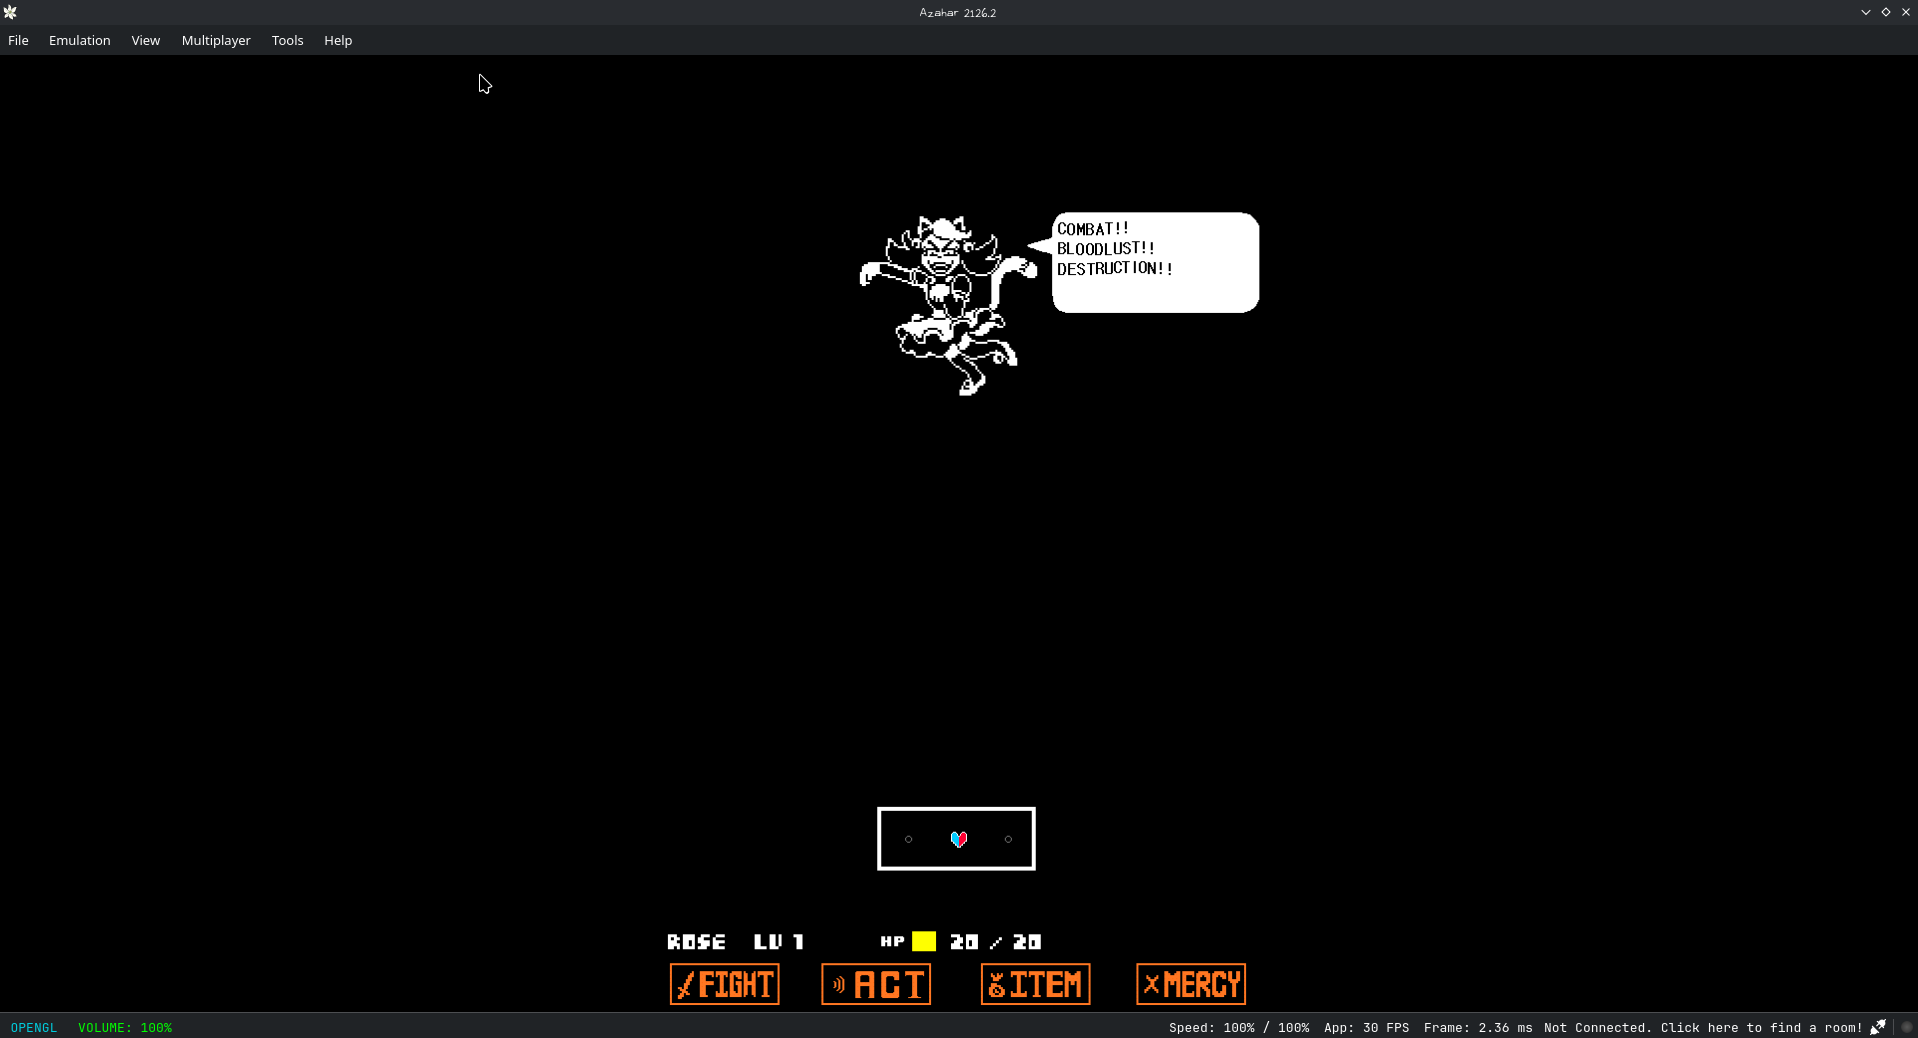 Azahar 2126.2
File Emulation View Multiplayer Tools Help
COMBAT!!
BLOODLUST!!
DESTRUCTION!!
ROSE LV 1 HP 20 / 20
FIGHT ACT ITEM MERCY
OPENGL VOLUME: 100% Speed: 100% / 100% App: 30 FPS Frame: 2.36 ms Not Connected. Click here to find a room!